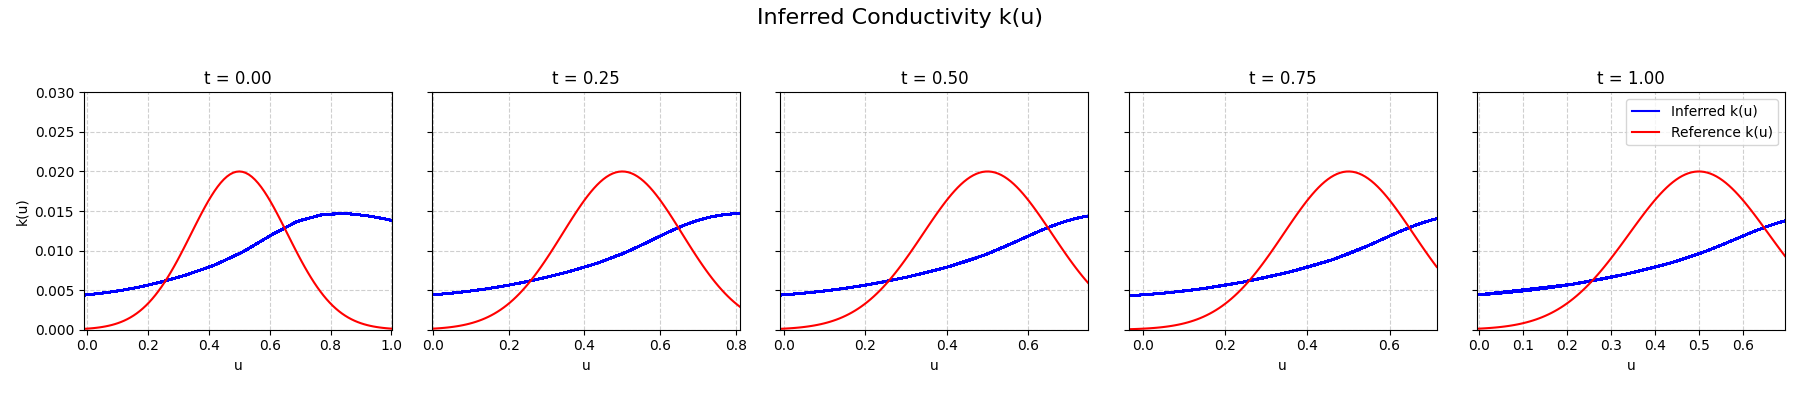 Inferred Conductivity k(u)
t = 0.00
t = 0.25
t = 0.50
t = 0.75
t = 1.00
k(u)
0.030
0.025
0.020
0.015
0.010
0.005
0.000
Inferred k(u)
Reference k(u)
0.0 0.2 0.4 0.6 0.8 1.0
0.0 0.2 0.4 0.6 0.8
0.0 0.2 0.4 0.6
0.0 0.2 0.4 0.6
0.0 0.1 0.2 0.3 0.4 0.5 0.6
u
u
u
u
u